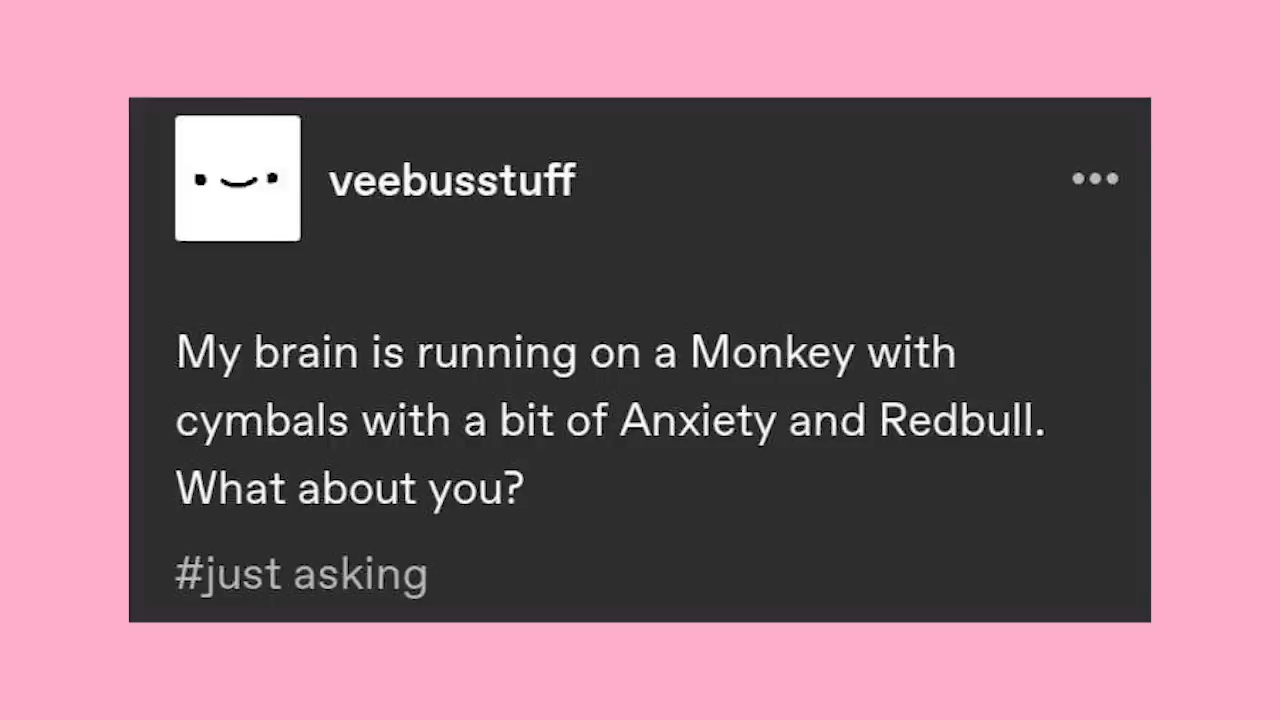 veebusstuff
My brain is running on a Monkey with
cymbals with a bit of Anxiety and Redbull.
What about you?
#just asking